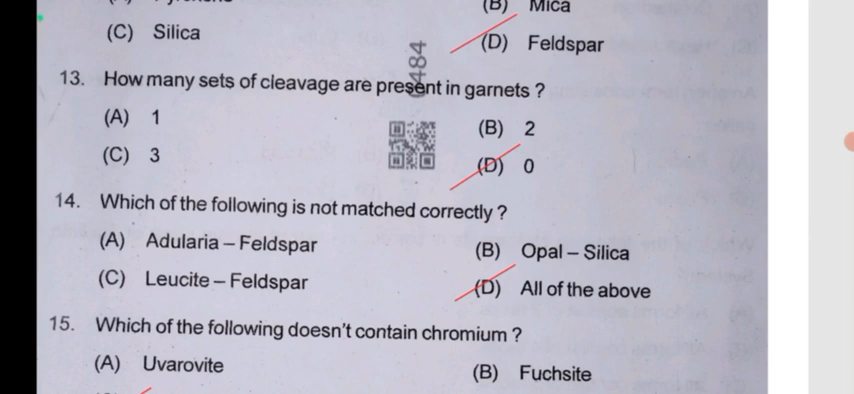 (B) Mica
(C) Silica
(D) Feldspar
13. How many sets of cleavage are present in garnets ?
(A) 1
(B) 2
(C) 3
(D) 0
14. Which of the following is not matched correctly ?
(A) Adularia – Feldspar
(B) Opal – Silica
(C) Leucite – Feldspar
(D) All of the above
15. Which of the following doesn't contain chromium ?
(A) Uvarovite
(B) Fuchsite